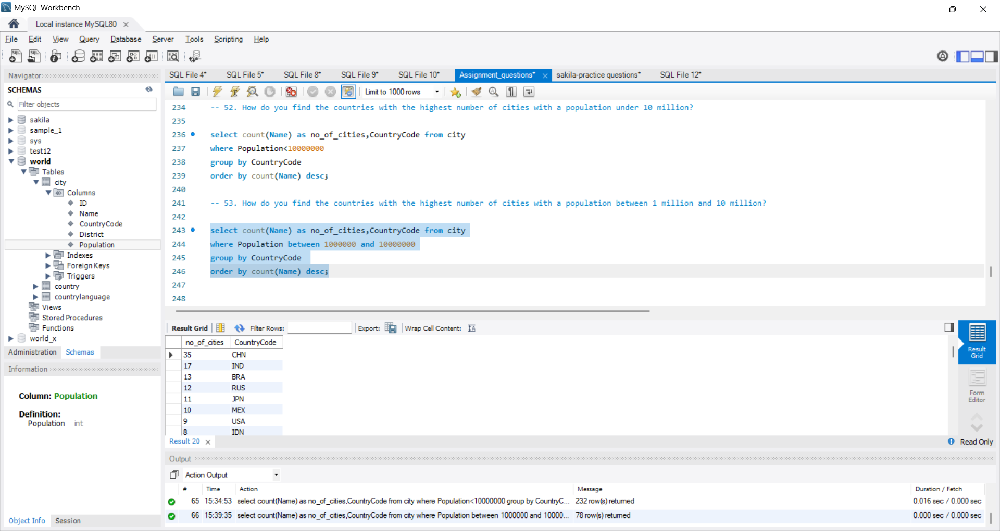 MySQL Workbench
Local instance MySQL80
File Edit View Query Database Server Tools Scripting Help
Navigator
SCHEMAS
Filter objects
sakila
sample_1
sys
test12
world
Tables
city
Columns
ID
Name
CountryCode
District
Population
Indexes
Foreign Keys
Triggers
country
countrylanguage
Views
Stored Procedures
Functions
world_x
Administration Schemas
Information
Column: Population
Definition:
Population int
Object Info Session
SQL File 4* SQL File 5* SQL File 8* SQL File 9* SQL File 10* Assignment_questions* sakila-practice questions* SQL File 12*
Limit to 1000 rows
234 -- 52. How do you find the countries with the highest number of cities with a population under 10 million?
235
236 select count(Name) as no_of_cities,CountryCode from city
237 where Population<10000000
238 group by CountryCode
239 order by count(Name) desc;
240
241 -- 53. How do you find the countries with the highest number of cities with a population between 1 million and 10 million?
242
243 select count(Name) as no_of_cities,CountryCode from city
244 where Population between 1000000 and 10000000
245 group by CountryCode
246 order by count(Name) desc;
247
248
Result Grid Filter Rows: Export: Wrap Cell Content:
no_of_cities CountryCode
35 CHN
17 IND
13 BRA
12 RUS
11 JPN
10 MEX
9 USA
8 IDN
Result Grid
Form Editor
Result 20
Read Only
Output
Action Output
# Time Action Message Duration / Fetch
65 15:34:53 select count(Name) as no_of_cities,CountryCode from city where Population<10000000 group by CountryC... 232 row(s) returned 0.016 sec / 0.000 sec
66 15:39:35 select count(Name) as no_of_cities,CountryCode from city where Population between 1000000 and 10000... 78 row(s) returned 0.000 sec / 0.000 sec